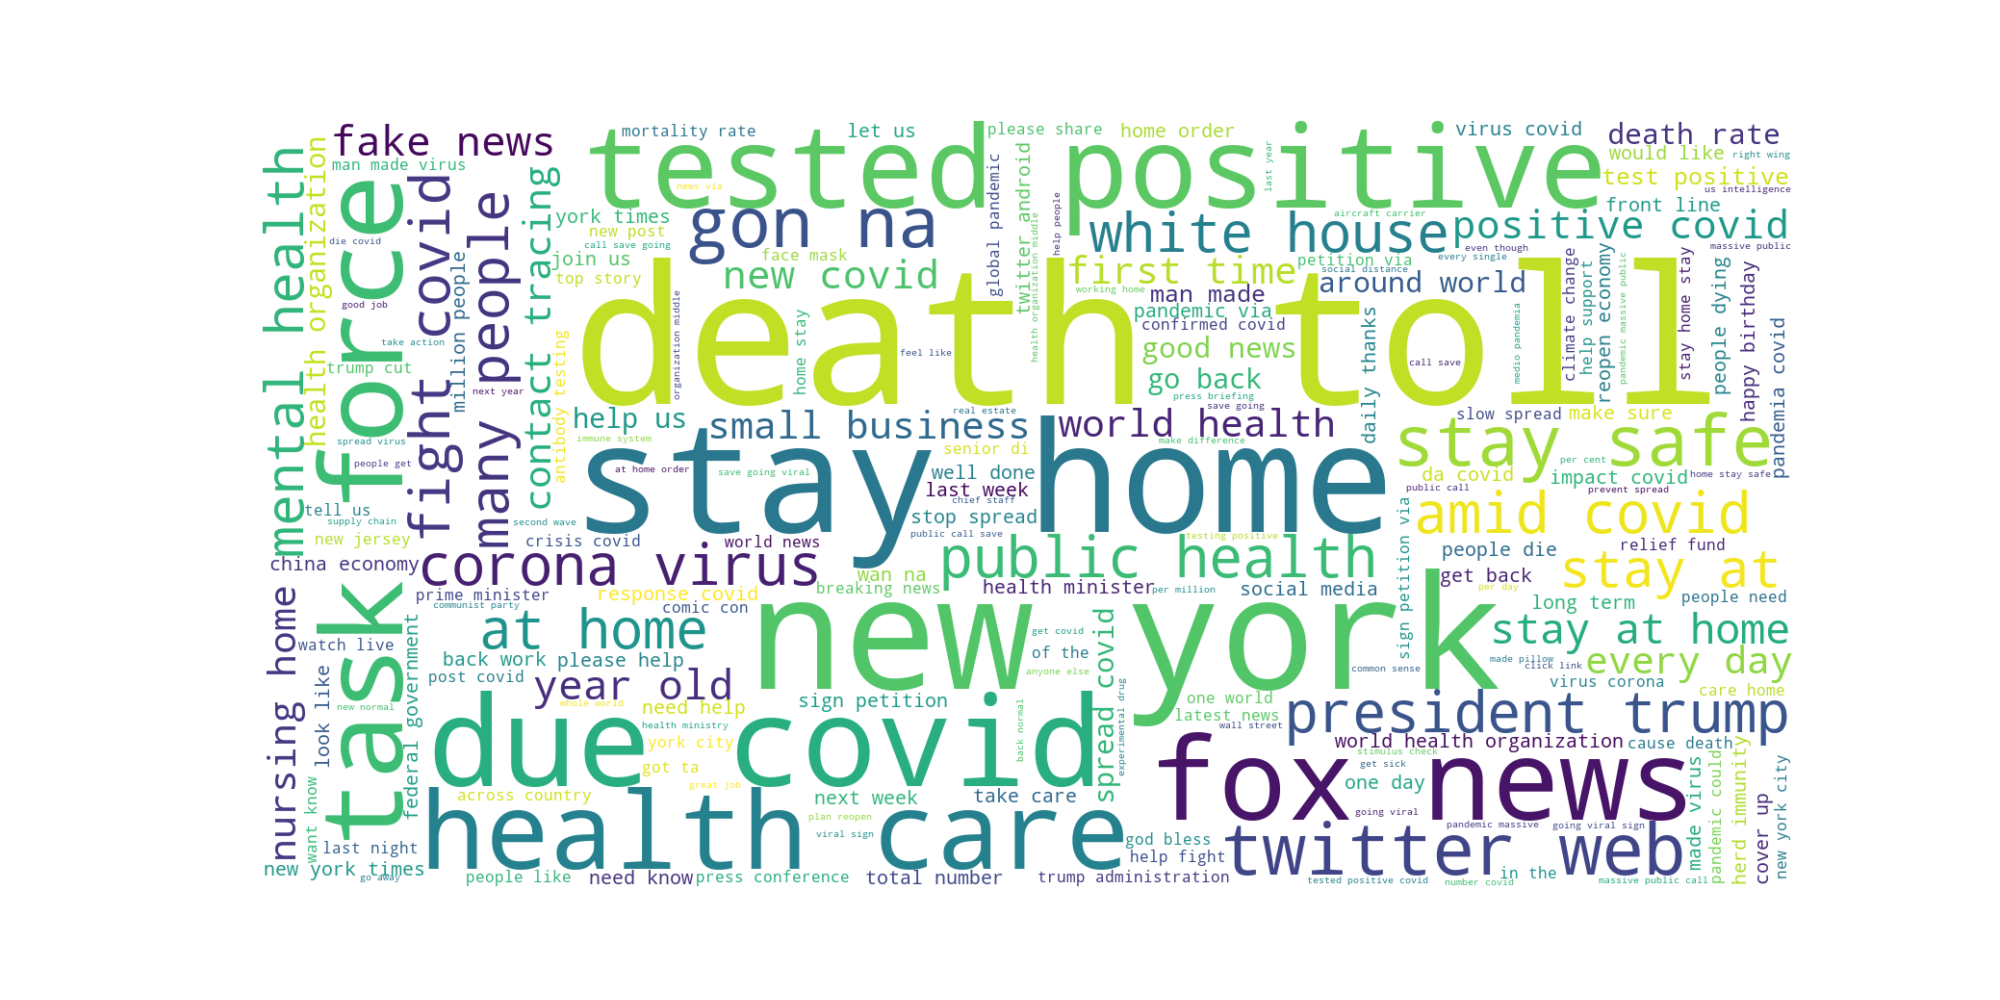 fake news
mortality rate
let us
please share
home order
virus covid
death rate
man made virus
tested positive
would like
right wing
test positive
us intelligence
news via
last year
mental health
health organization
task force
fight covid
many people
contact tracing
york times
new post
call save going
join us
top story
gon na
face mask
new covid
global pandemic
twitter android
health organization middle
help people
aircraft carrier
white house
positive covid
front line
massive public
even though
every single
petition via
social distance
first time
around world
working home
die covid
good job
take action
trump cut
million people
next year
antibody testing
organization middle
home stay
feel like
death toll
man made
pandemic via
confirmed covid
good news
go back
press briefing
save going
daily thanks
call save
medio pandemia
climate change
help support
reopen economy
pandemic massive public
stay home stay
people dying
happy birthday
pandemia covid
spread virus
people get
help us
immune system
small business
real estate
world health
make difference
senior di
slow spread
make sure
stay safe
per cent
da covid
impact covid
home stay safe
public call
prevent spread
at home order
save going viral
stay home
well done
last week
chief staff
stop spread
public call save
testing positive
amid covid
tell us
supply chain
new jersey
second wave
crisis covid
world news
china economy
corona virus
public health
wan na
breaking news
health minister
per million
social media
sign petition via
people die
relief fund
get back
stay at
per day
people need
prime minister
communist party
response covid
comic con
nursing home
watch live
look like
federal government
at home
new york
get covid
of the
anyone else
spread covid
long term
stay at home
made pillow
click link
common sense
every day
virus corona
care home
back work
please help
post covid
year old
whole world
need help
health ministry
sign petition
new normal
due covid
york city
got ta
great job
back normal
experimental drug
one world
latest news
wall street
president trump
world health organization
cause death
stimulus check
get sick
one day
fox news
made virus
pandemic could
herd immunity
cover up
new york city
want know
across country
next week
take care
plan reopen
viral sign
health care
god bless
help fight
going viral
pandemic massive
going viral sign
twitter web
last night
new york times
go away
people like
need know
press conference
total number
trump administration
tested positive covid
number covid
in the
massive public call